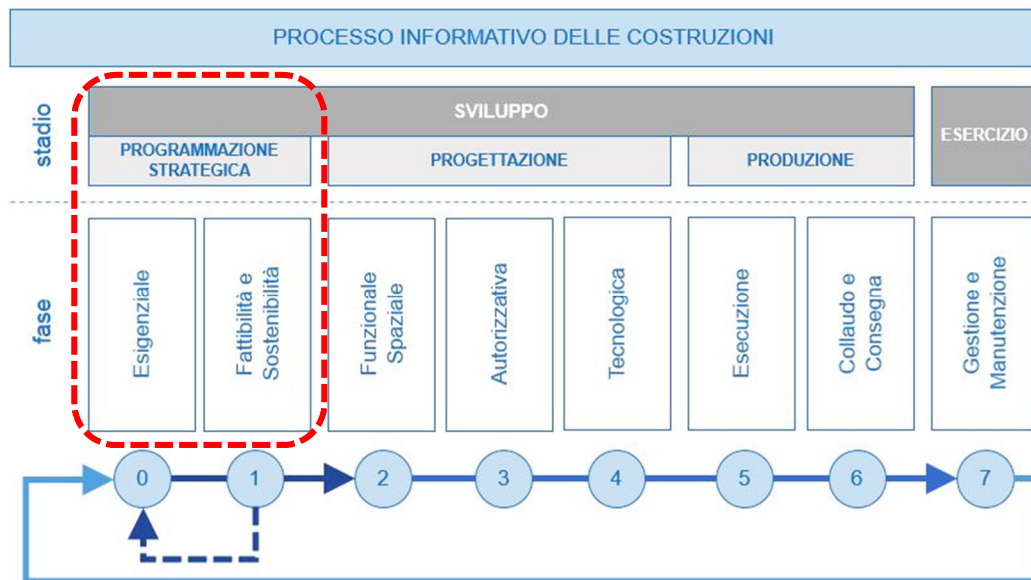 PROCESSO INFORMATIVO DELLE COSTRUZIONI
stadio
SVILUPPO
ESERCIZIO
PROGRAMMAZIONE
STRATEGICA
PROGETTAZIONE
PRODUZIONE
fase
Esigenziale
Fattibilità e
Sostenibilità
Funzionale
Spaziale
Autorizzativa
Tecnologica
Esecuzione
Collaudo e
Consegna
Gestione e
Manutenzione
0
1
2
3
4
5
6
7